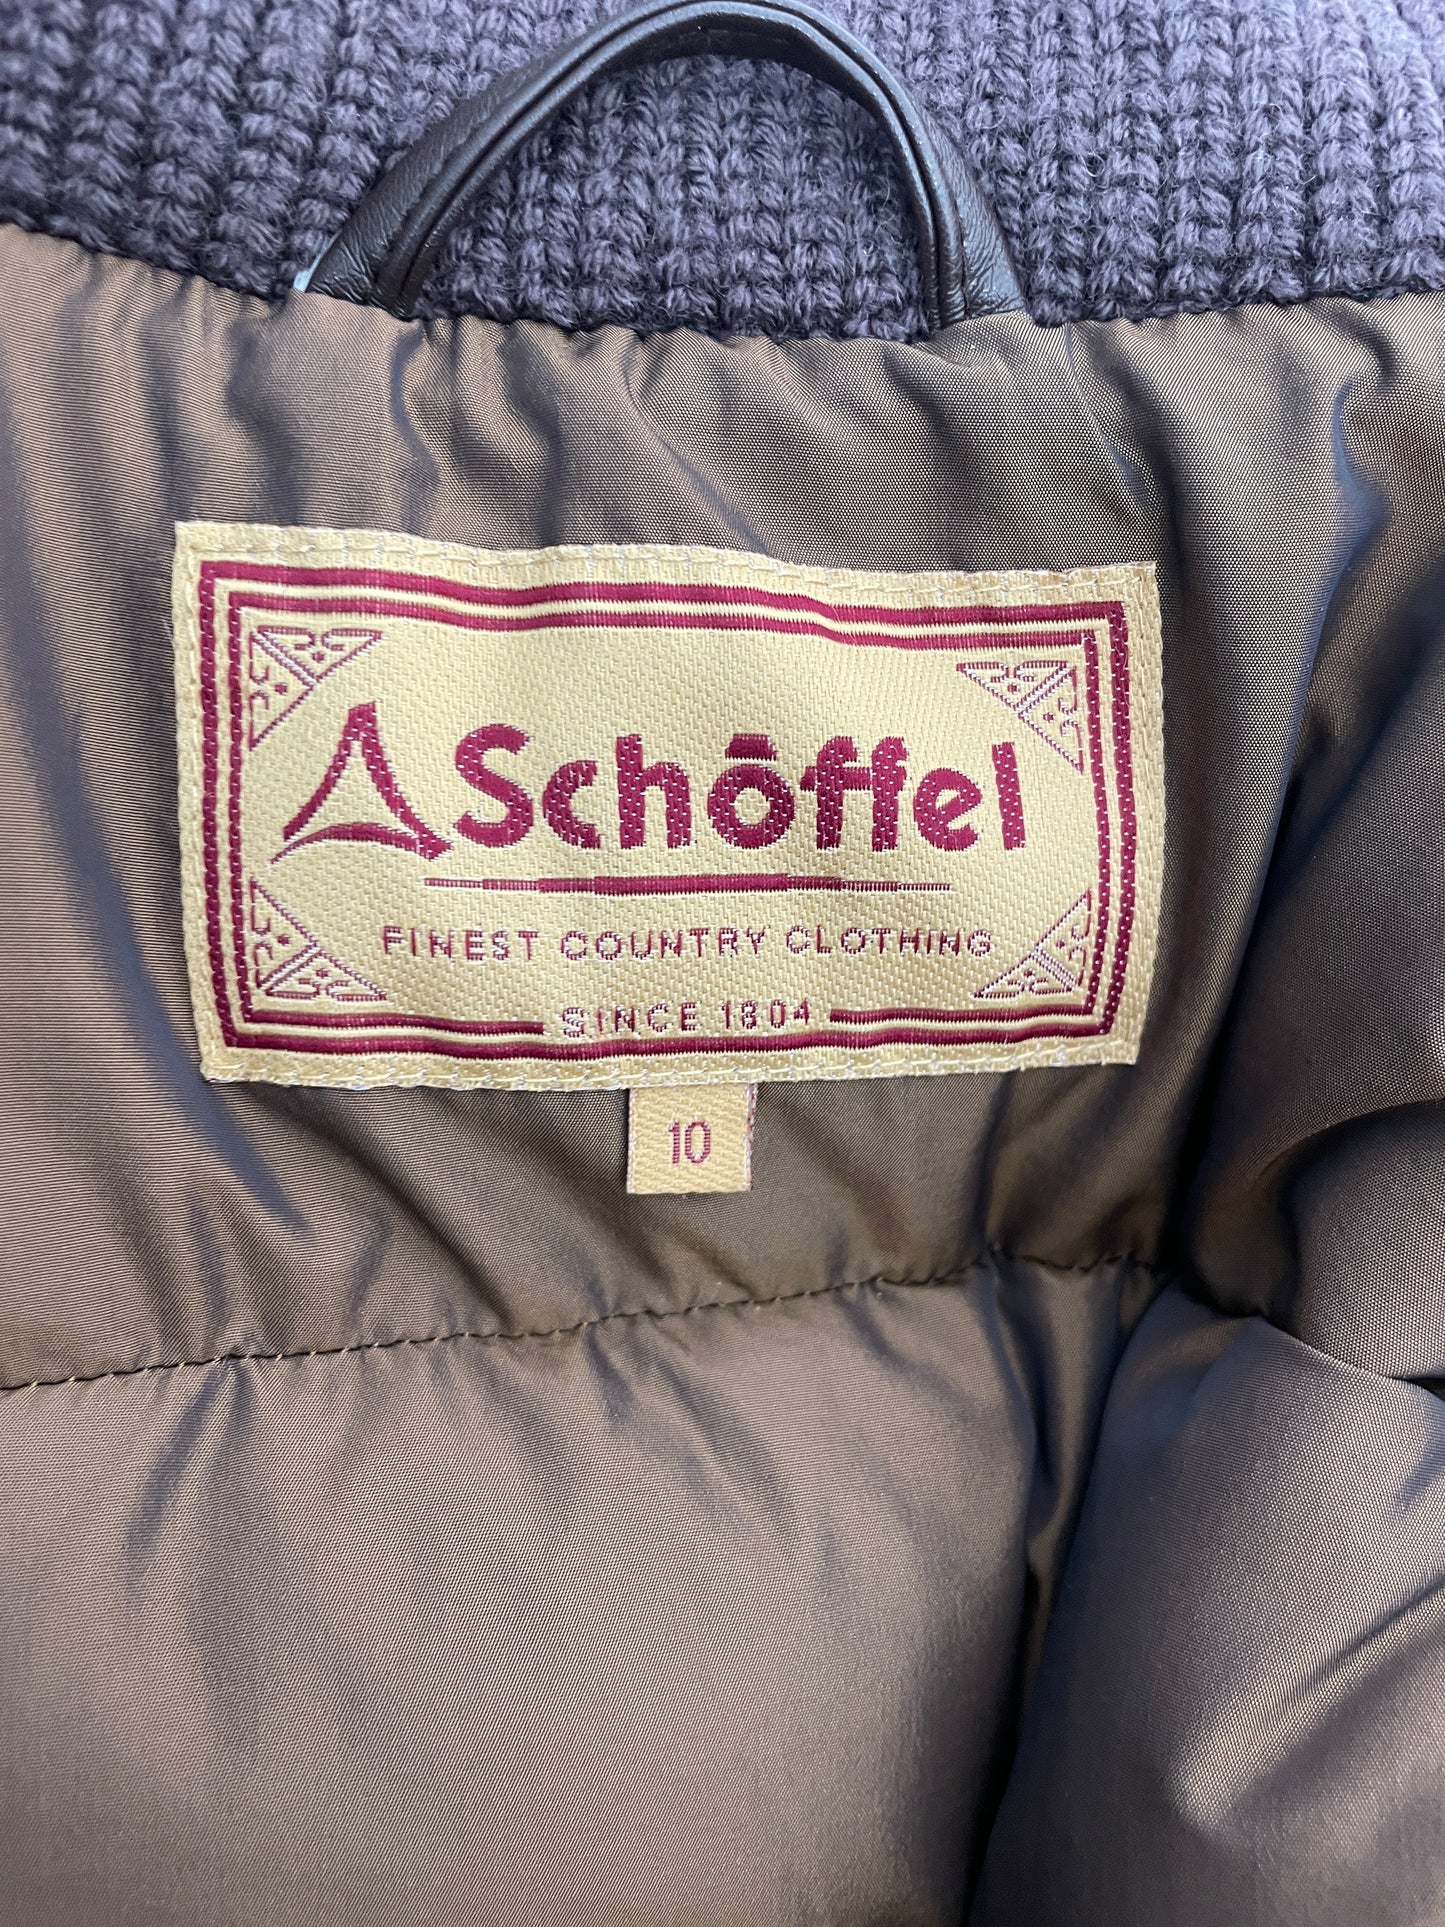 Schöffel
FINEST COUNTRY CLOTHING
SINCE 1804
10